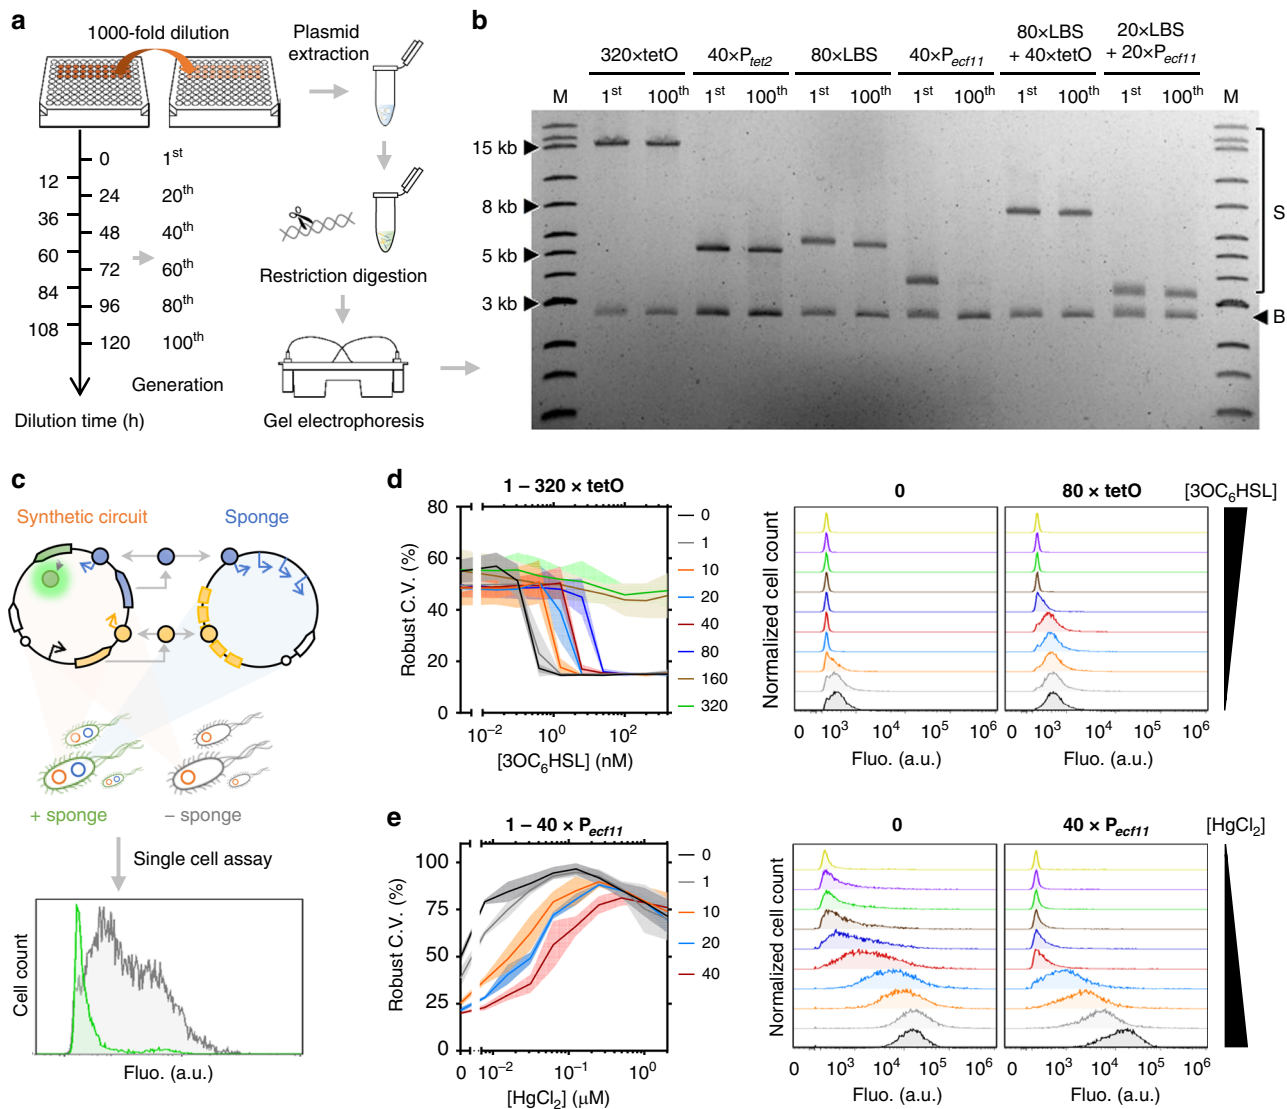 a
1000-fold dilution
Plasmid
extraction
0
12
24
36
48
60
72
84
96
108
120
1st
20th
40th
60th
80th
100th
Generation
Dilution time (h)
Restriction digestion
Gel electrophoresis
b
320×tetO
40×Ptet2
80×LBS
40×Pecf11
80×LBS
+ 40×tetO
20×LBS
+ 20×Pecf11
M 1st 100th 1st 100th 1st 100th 1st 100th 1st 100th 1st 100th M
15 kb
8 kb
5 kb
3 kb
S
B
c
Synthetic circuit
Sponge
+ sponge
– sponge
Single cell assay
Cell count
Fluo. (a.u.)
d
1 – 320 × tetO
Robust C.V. (%)
80
60
40
20
0
10−2 100 102
[3OC6HSL] (nM)
0
1
10
20
40
80
160
320
0
80 × tetO
[3OC6HSL]
Normalized cell count
0 103 104 105 106
0 103 104 105 106
Fluo. (a.u.)
Fluo. (a.u.)
e
1 – 40 × Pecf11
Robust C.V. (%)
100
75
50
25
0
0 10−2 10−1 100
[HgCl2] (µM)
0
1
10
20
40
0
40 × Pecf11
[HgCl2]
Normalized cell count
0 103 104 105 106
0 103 104 105 106
Fluo. (a.u.)
Fluo. (a.u.)